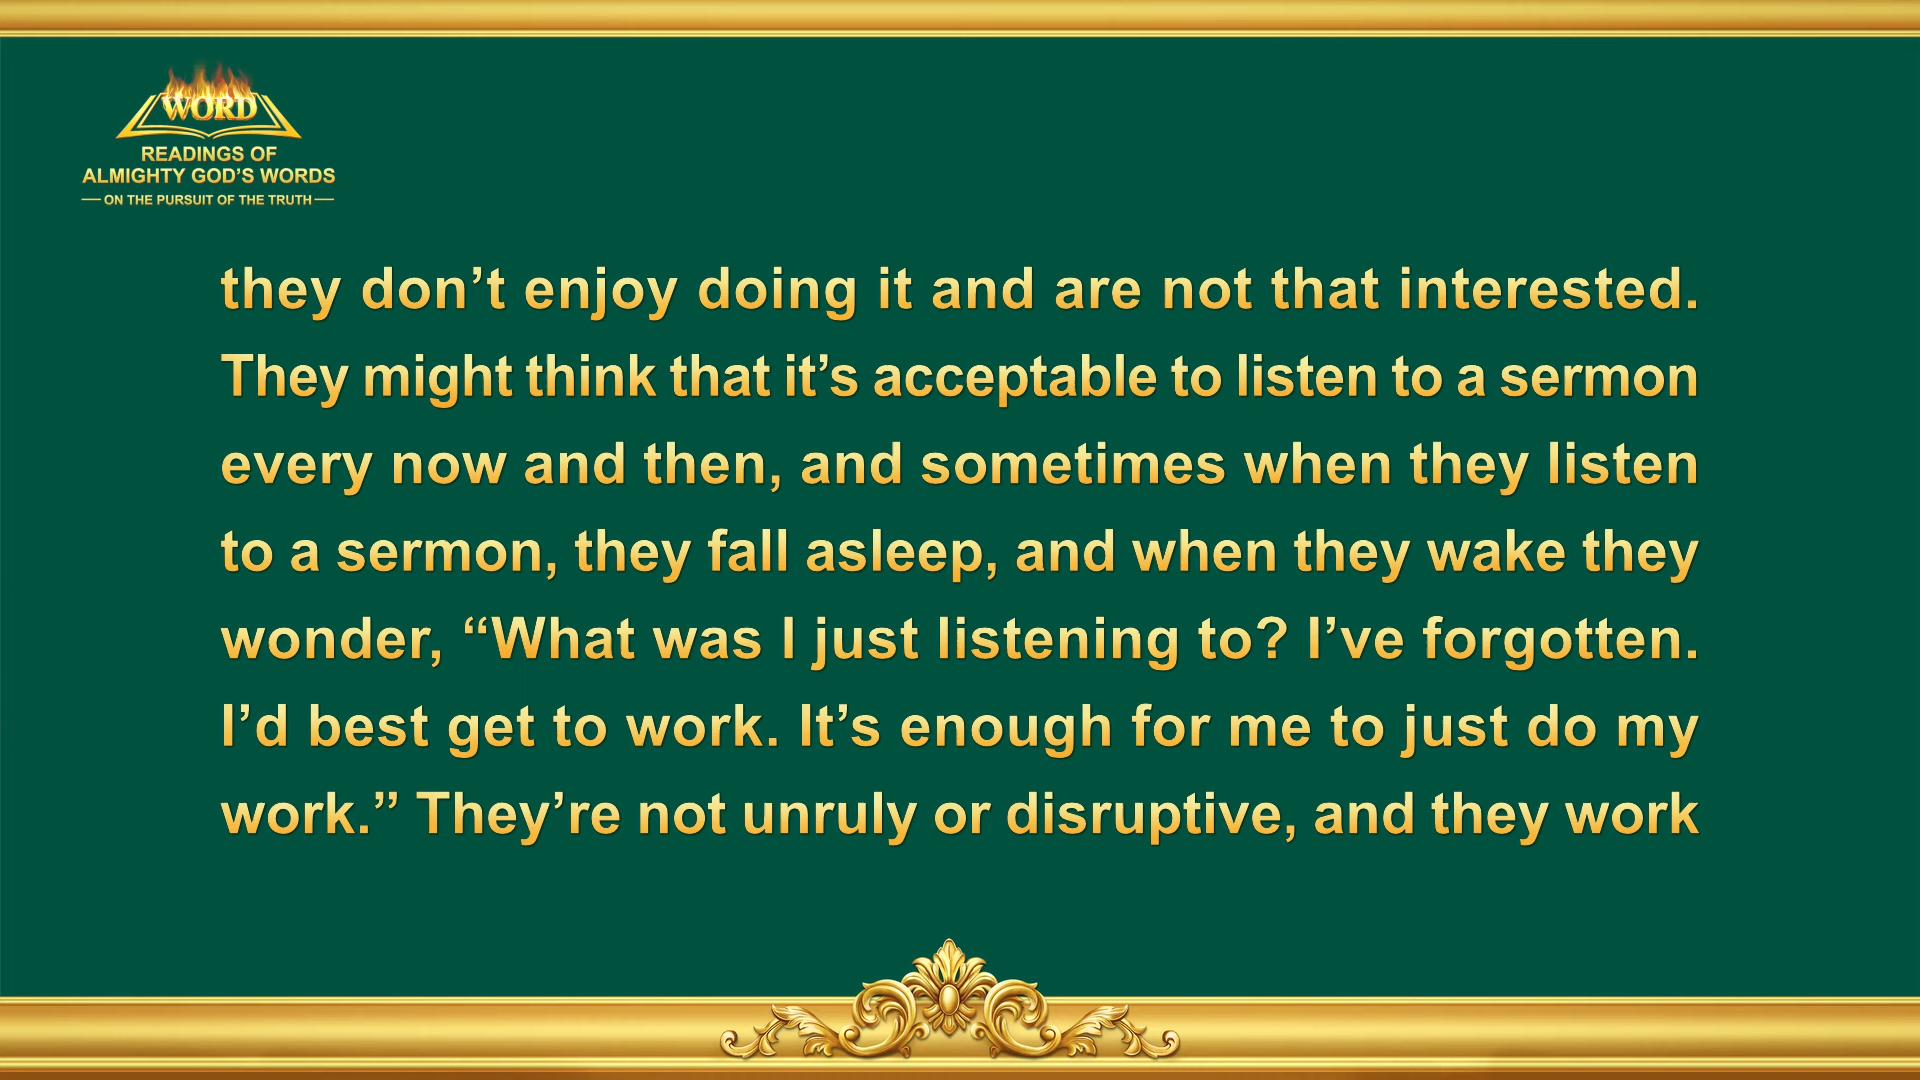 WORD
READINGS OF
ALMIGHTY GOD’S WORDS
— ON THE PURSUIT OF THE TRUTH —
they don’t enjoy doing it and are not that interested.
They might think that it’s acceptable to listen to a sermon
every now and then, and sometimes when they listen
to a sermon, they fall asleep, and when they wake they
wonder, “What was I just listening to? I’ve forgotten.
I’d best get to work. It’s enough for me to just do my
work.” They’re not unruly or disruptive, and they work